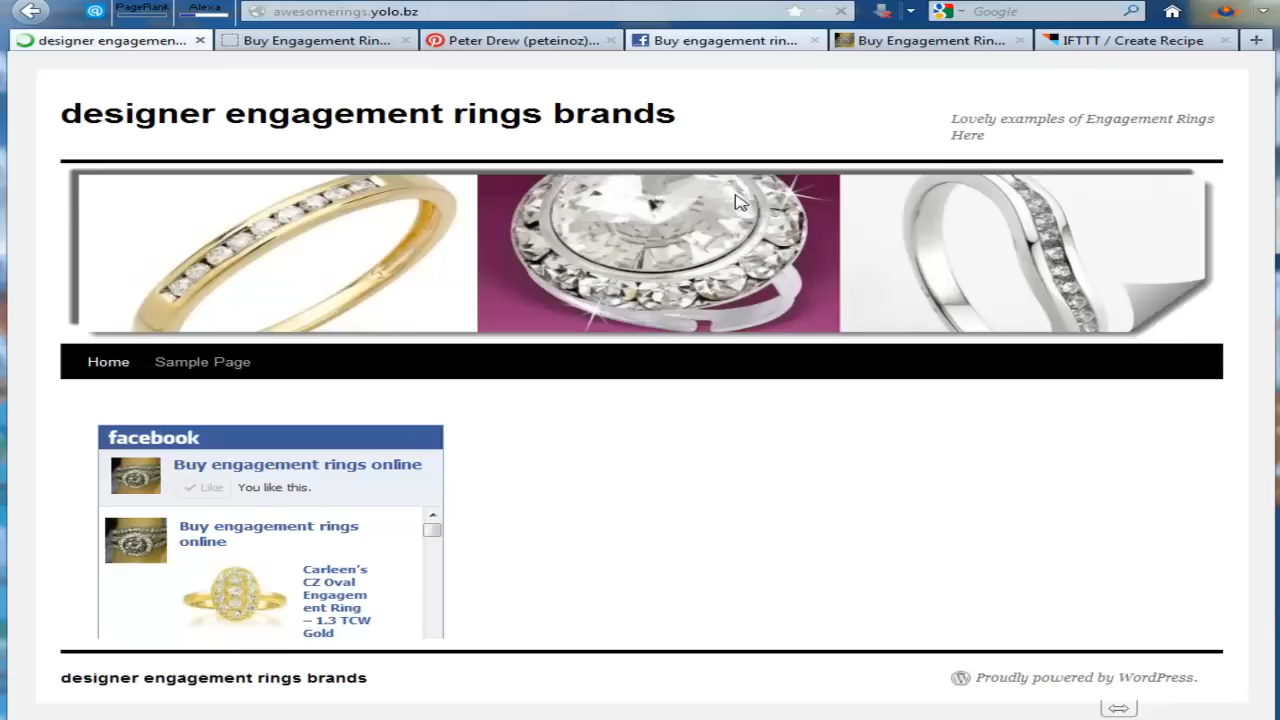 PageRank
Alexa
awesomerings.yolo.bz
Google
designer engagemen...
Buy Engagement Rin...
Peter Drew (peteinoz)...
Buy engagement rin...
Buy Engagement Rin...
IFTTT / Create Recipe
designer engagement rings brands
Lovely examples of Engagement Rings
Here
Home
Sample Page
facebook
Buy engagement rings online
Like
You like this.
Buy engagement rings
online
Carleen's
CZ Oval
Engagem
ent Ring
– 1.3 TCW
Gold
designer engagement rings brands
Proudly powered by WordPress.